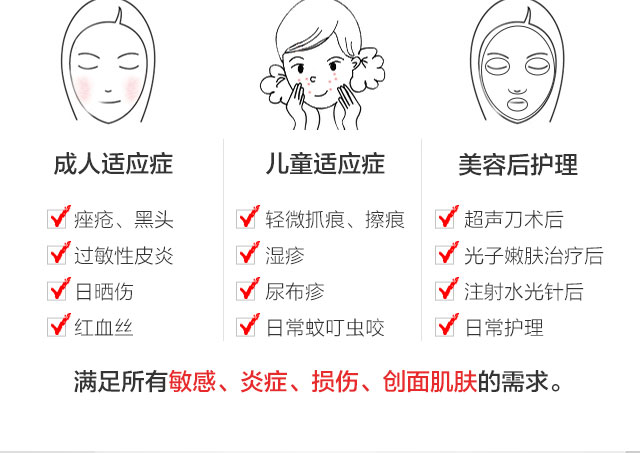 成人适应症
痤疮、黑头
过敏性皮炎
日晒伤
红血丝
儿童适应症
轻微抓痕、擦痕
湿疹
尿布疹
日常蚊叮虫咬
美容后护理
超声刀术后
光子嫩肤治疗后
注射水光针后
日常护理
满足所有敏感、炎症、损伤、创面肌肤的需求。